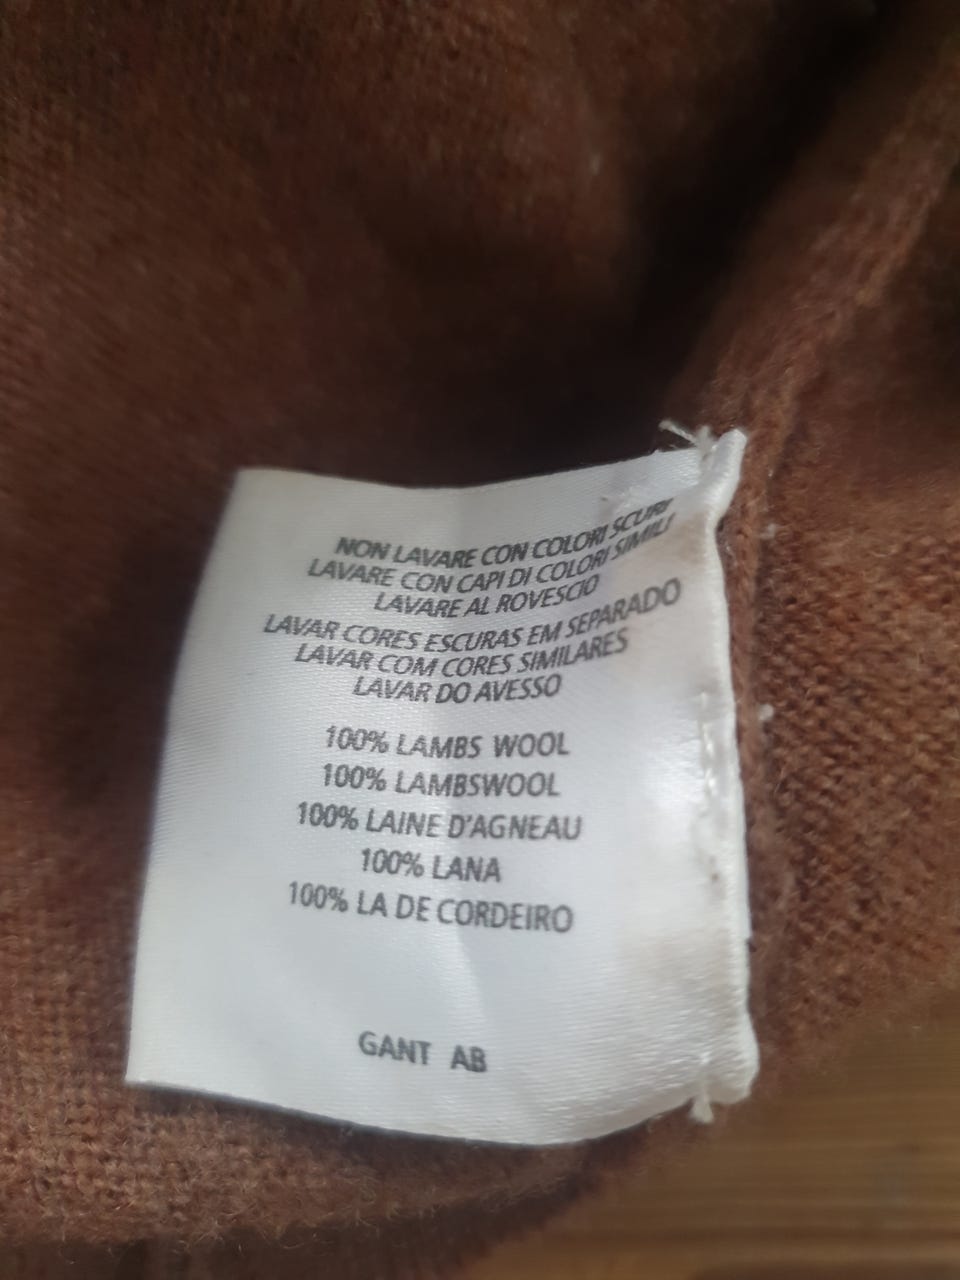 NON LAVARE CON COLORI SCURI
LAVARE CON CAPI DI COLORI SIMILI
LAVARE AL ROVESCIO
LAVAR CORES ESCURAS EM SEPARADO
LAVAR COM CORES SIMILARES
LAVAR DO AVESSO
100% LAMBS WOOL
100% LAMBSWOOL
100% LAINE D'AGNEAU
100% LANA
100% LA DE CORDEIRO
GANT AB